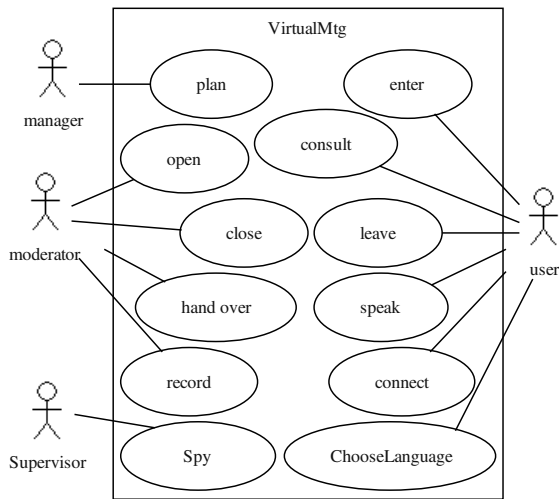 VirtualMtg
plan
enter
manager
consult
open
close
leave
moderator
user
hand over
speak
record
connect
Supervisor
Spy
ChooseLanguage